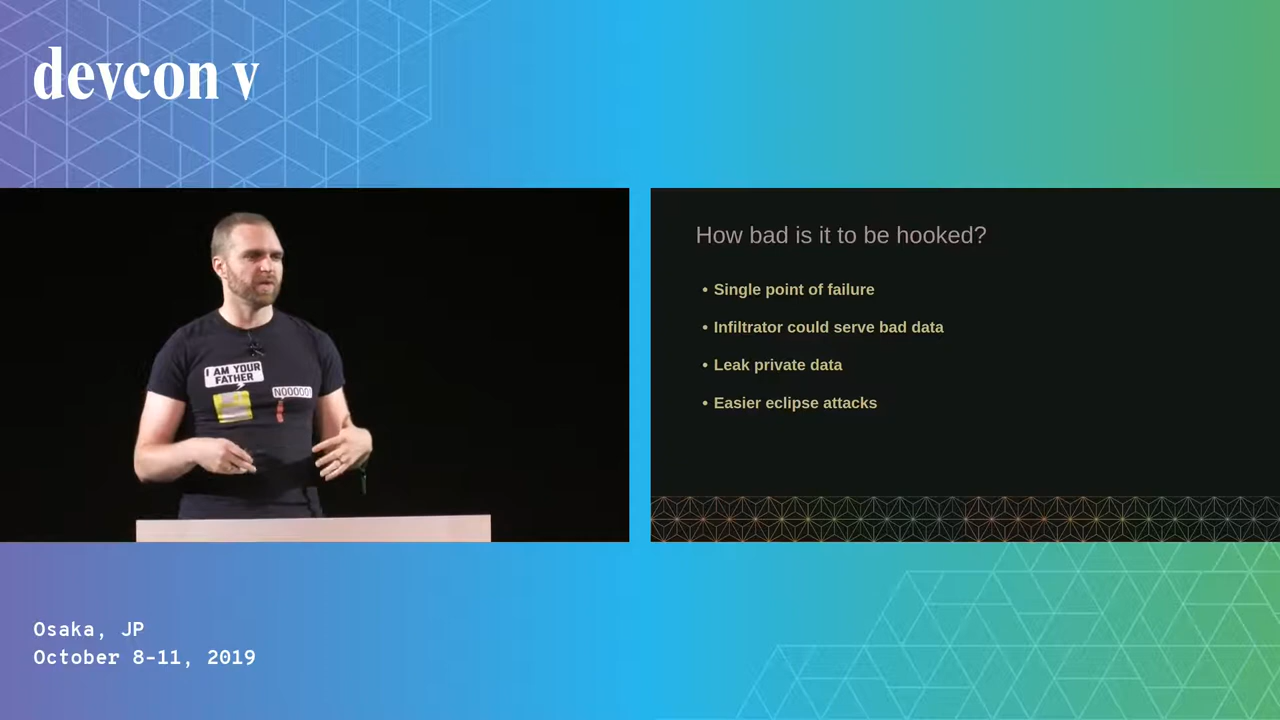 devcon v
I AM YOUR
FATHER
NOOOOO!
How bad is it to be hooked?
• Single point of failure
• Infiltrator could serve bad data
• Leak private data
• Easier eclipse attacks
Osaka, JP
October 8-11, 2019